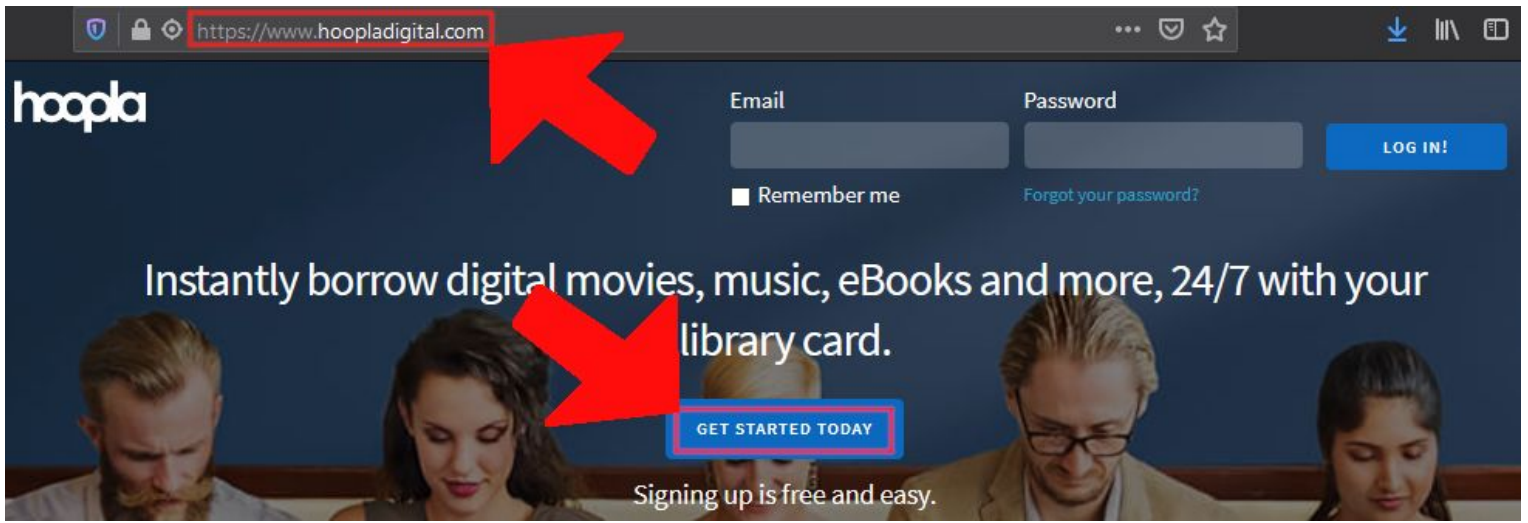 https://www.hoopladigital.com
hoopla
Email
Password
LOG IN!
Remember me
Forgot your password?
Instantly borrow digital movies, music, eBooks and more, 24/7 with your
library card.
GET STARTED TODAY
Signing up is free and easy.